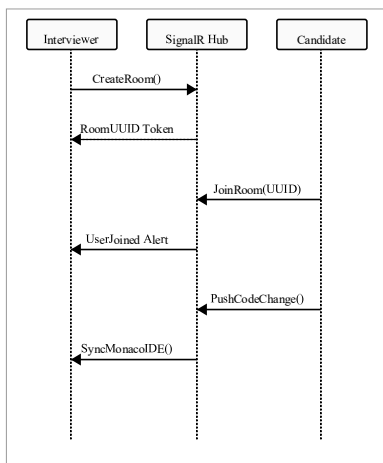 Interviewer
SignalR Hub
Candidate
CreateRoom()
RoomUUID Token
JoinRoom(UUID)
UserJoined Alert
PushCodeChange()
SyncMonacoIDE()